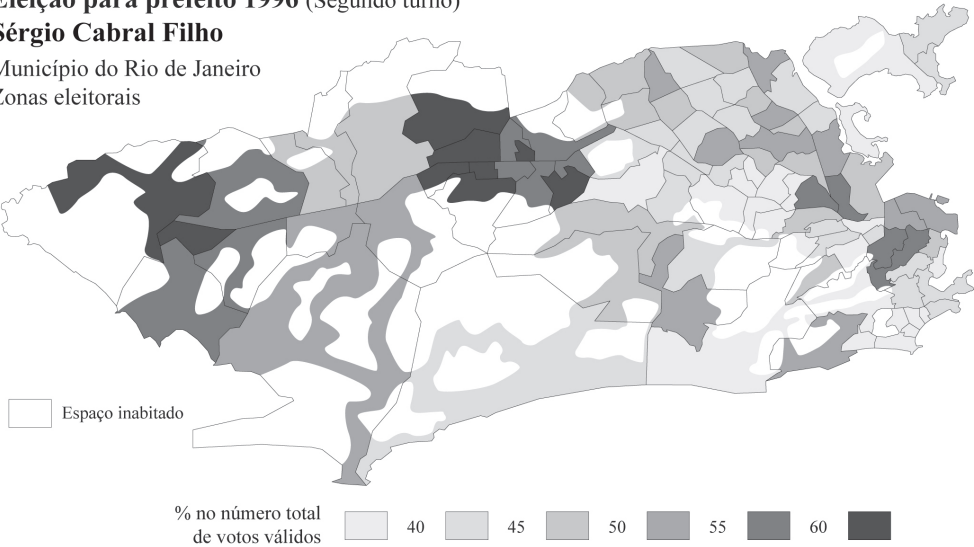 Eleição para prefeito 1996 (Segundo turno)
Sérgio Cabral Filho
Município do Rio de Janeiro
Zonas eleitorais
Espaço inabitado
% no número total
de votos válidos
40 45 50 55 60